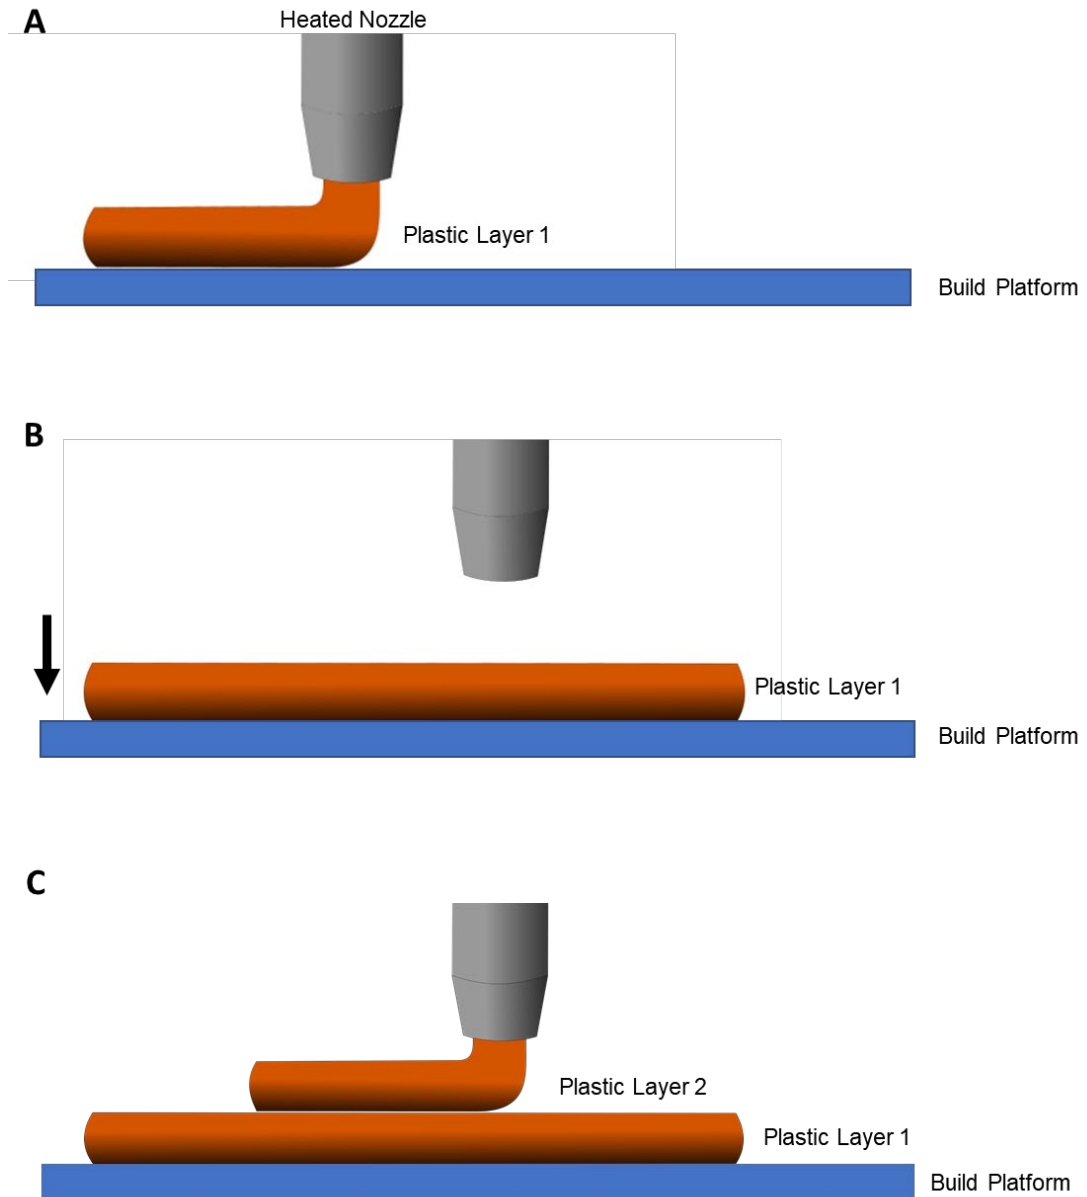 A
Heated Nozzle
Plastic Layer 1
Build Platform
B
Plastic Layer 1
Build Platform
C
Plastic Layer 2
Plastic Layer 1
Build Platform